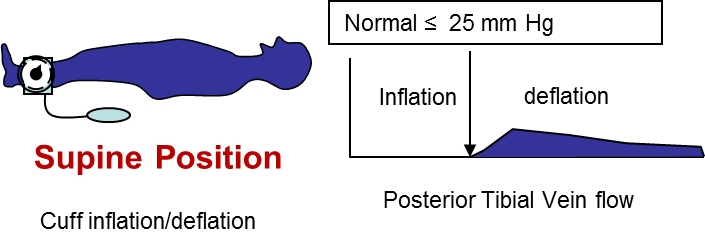 Normal ≤ 25 mm Hg
Inflation
deflation
Supine Position
Posterior Tibial Vein flow
Cuff inflation/deflation